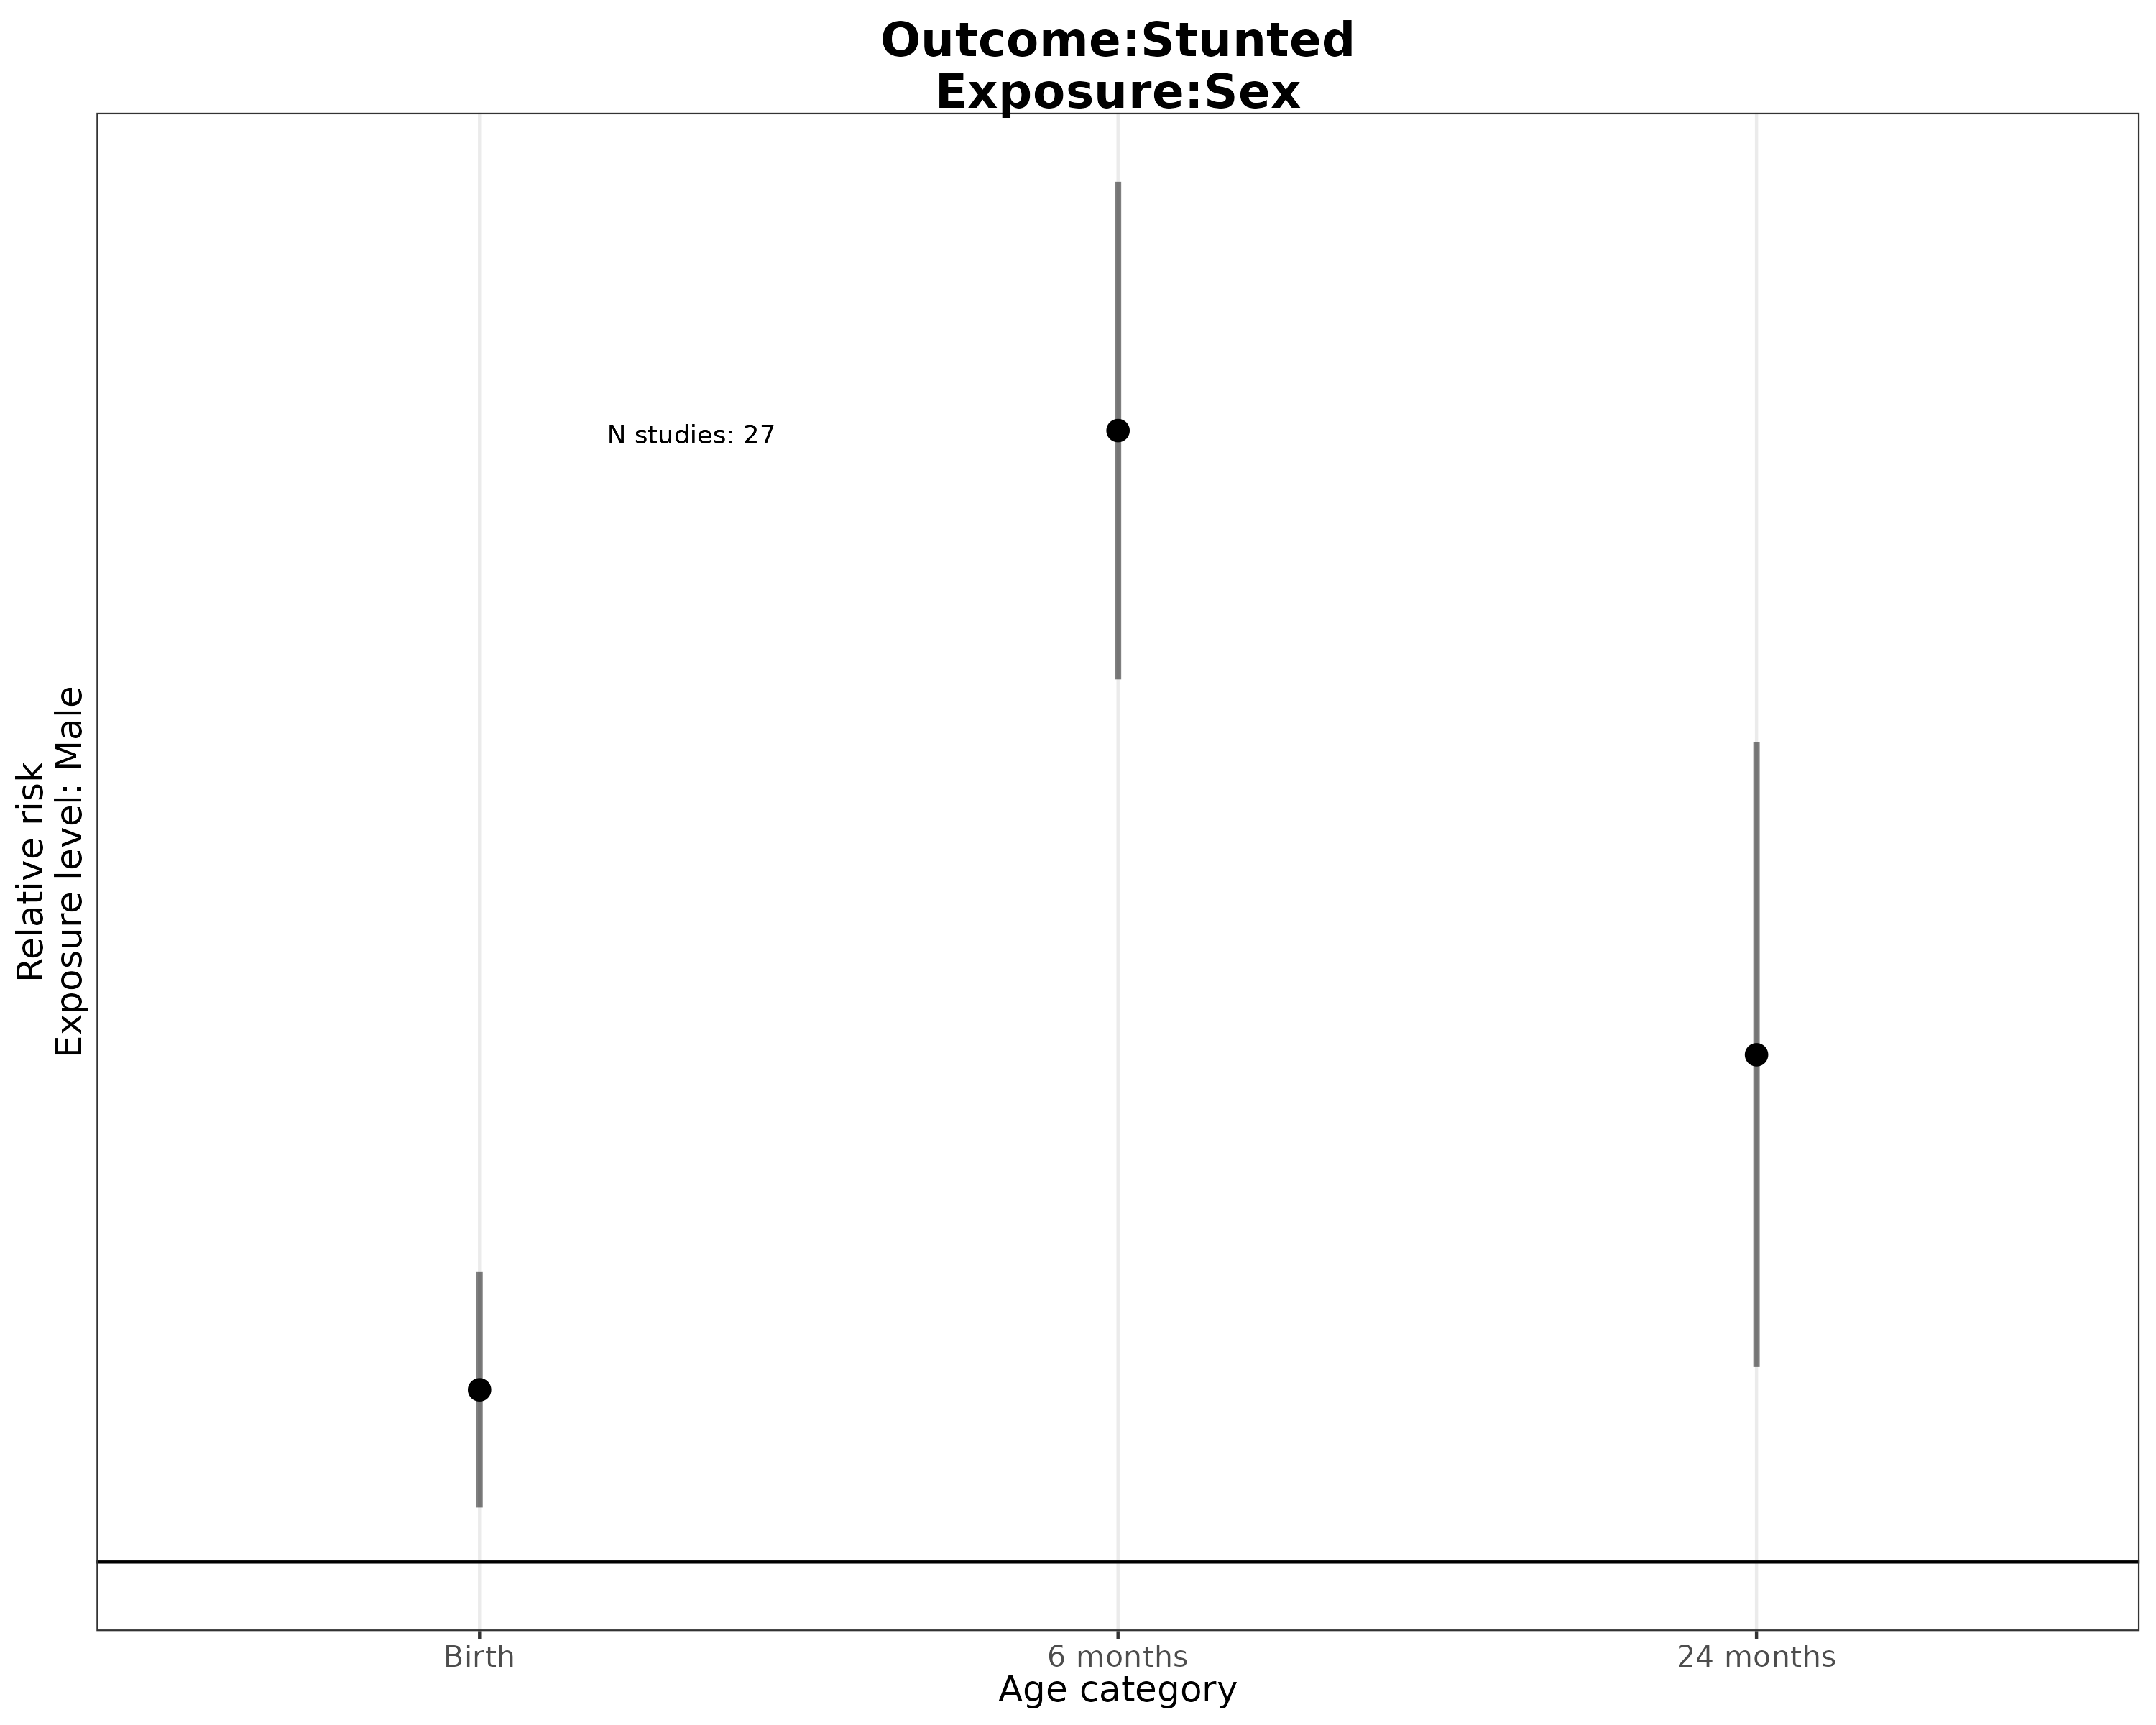 Outcome:Stunted
Exposure:Sex
N studies: 27
Relative risk
Exposure level: Male
Birth
6 months
24 months
Age category